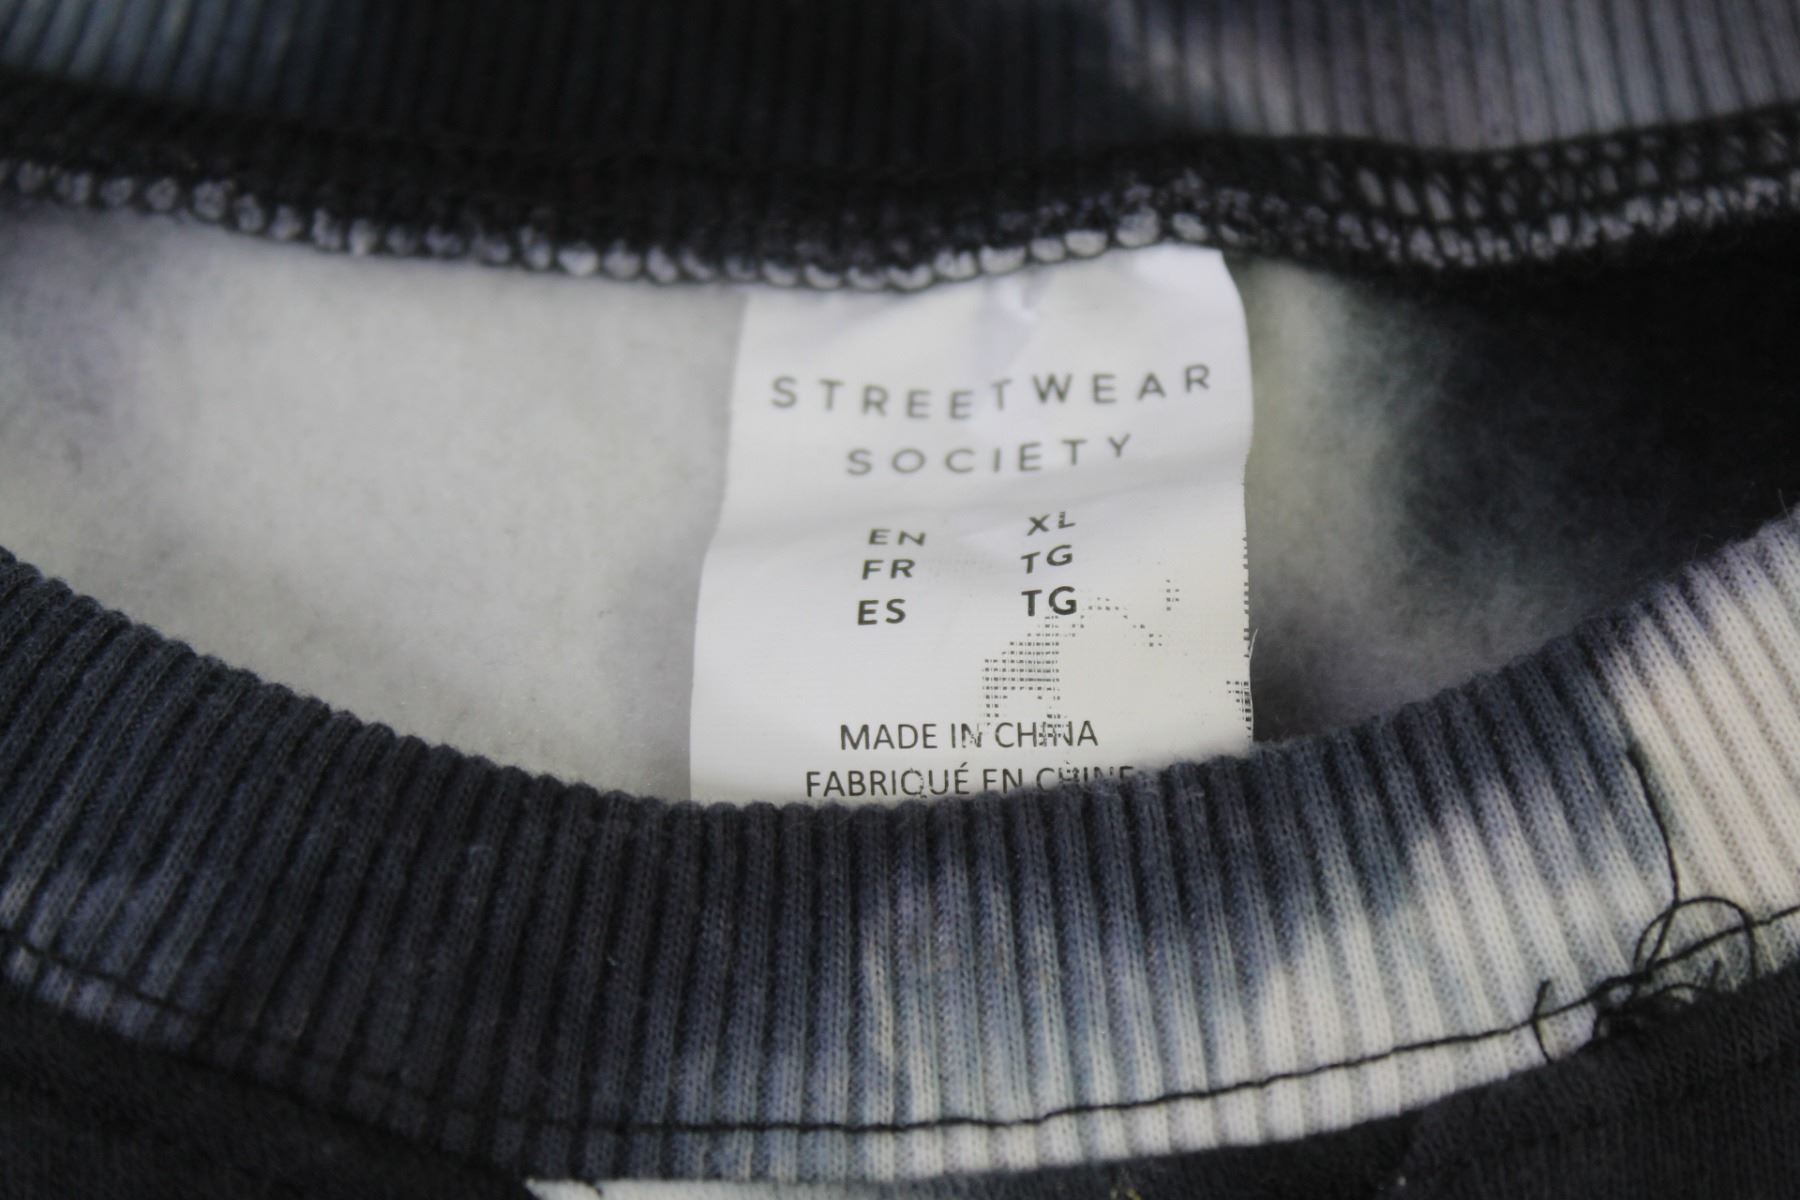 STREETWEAR
SOCIETY
EN XL
FR TG
ES TG
MADE IN CHINA
FABRIQUÉ EN CHINE